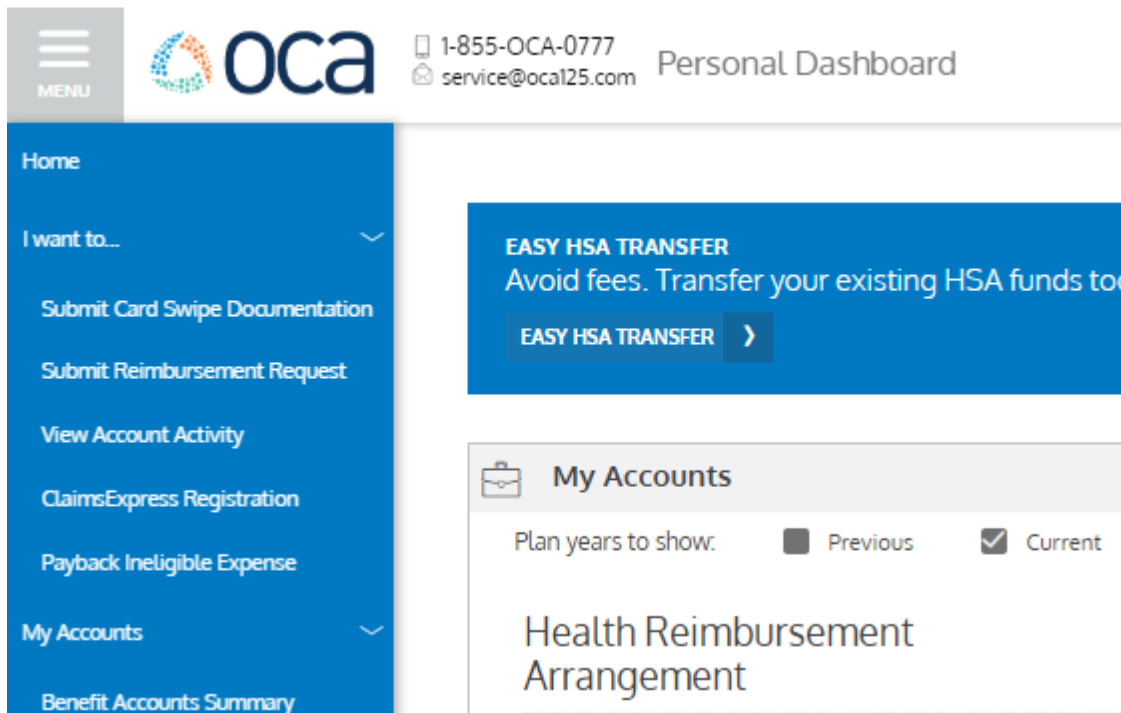 MENU
oca
1-855-OCA-0777
service@oca125.com
Personal Dashboard
Home
I want to...
Submit Card Swipe Documentation
Submit Reimbursement Request
View Account Activity
ClaimsExpress Registration
Payback Ineligible Expense
My Accounts
Benefit Accounts Summary
EASY HSA TRANSFER
Avoid fees. Transfer your existing HSA funds
EASY HSA TRANSFER
My Accounts
Plan years to show: Previous Current
Health Reimbursement
Arrangement